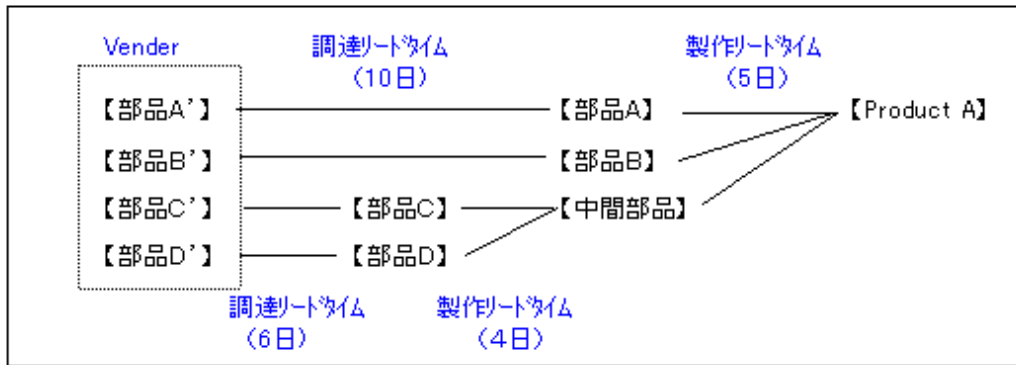 Vender 調達リードタイム 製作リードタイム
(10日) (5日)
【部品A'】 【部品A】 【Product A】
【部品B'】 【部品B】
【部品C'】 【部品C】 【中間部品】
【部品D'】 【部品D】
調達リードタイム 製作リードタイム
(6日) (4日)